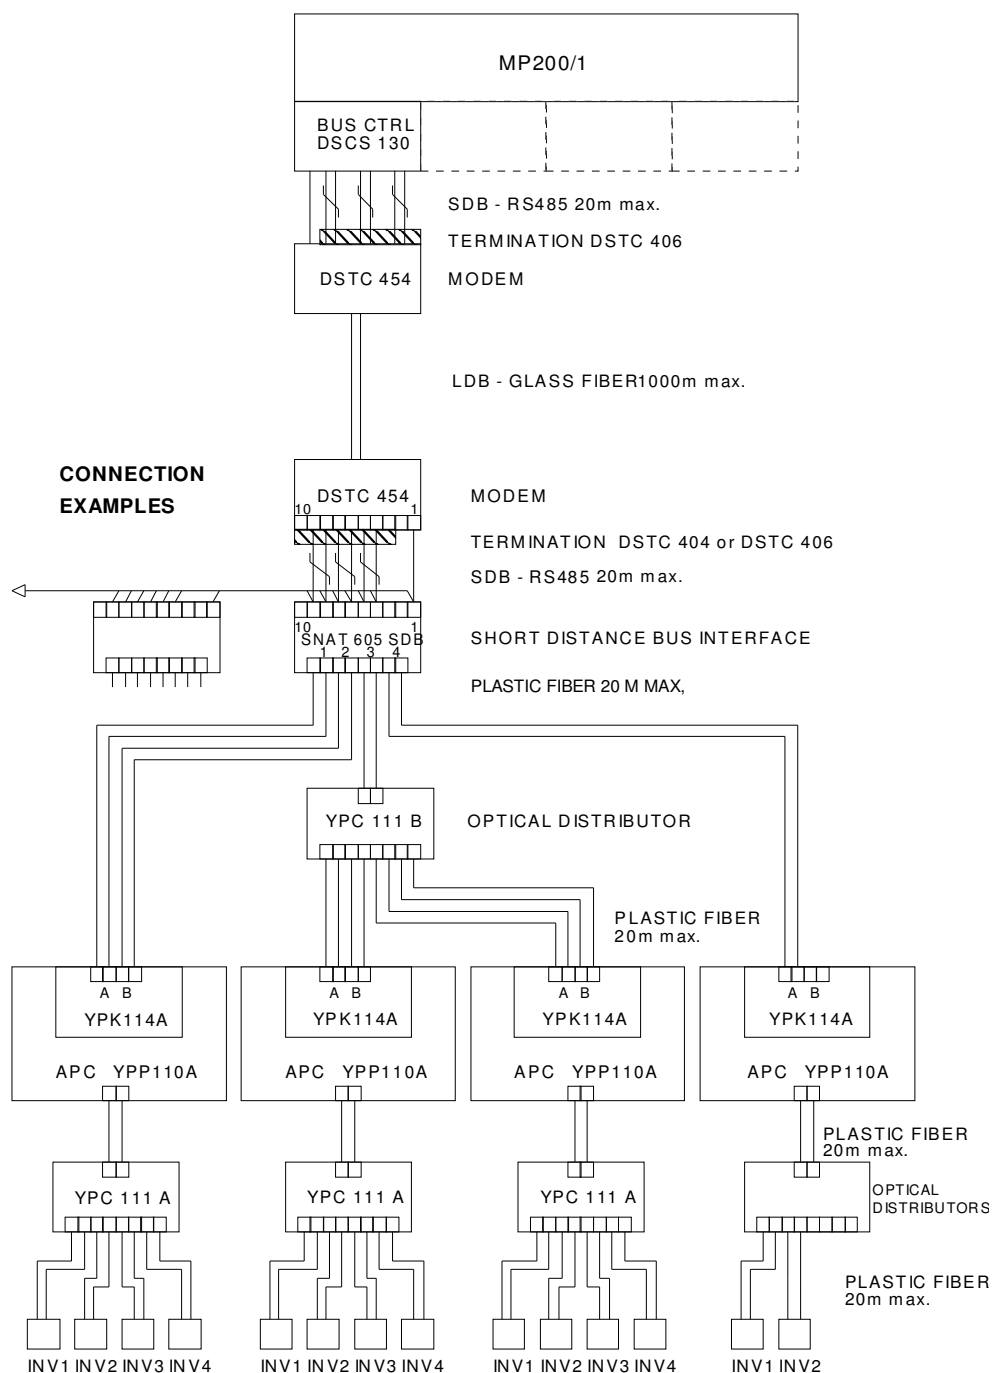 MP200/1
BUS CTRL
DSCS 130
SDB - RS485 20m max.
TERMINATION DSTC 406
DSTC 454
MODEM
LDB - GLASS FIBER1000m max.
CONNECTION
EXAMPLES
DSTC 454
10 1
MODEM
TERMINATION DSTC 404 or DSTC 406
SDB - RS485 20m max.
10 1
SNAT 605 SDB
1 2 3 4
SHORT DISTANCE BUS INTERFACE
PLASTIC FIBER 20 M MAX,
YPC 111 B
OPTICAL DISTRIBUTOR
PLASTIC FIBER
20m max.
A B
A B
A B
A B
YPK114A
YPK114A
YPK114A
YPK114A
APC YPP110A
APC YPP110A
APC YPP110A
APC YPP110A
PLASTIC FIBER
20m max.
YPC 111 A
YPC 111 A
YPC 111 A
OPTICAL
DISTRIBUTORS
PLASTIC FIBER
20m max.
INV1 INV2 INV3 INV4
INV1 INV2 INV3 INV4
INV1 INV2 INV3 INV4
INV1 INV2